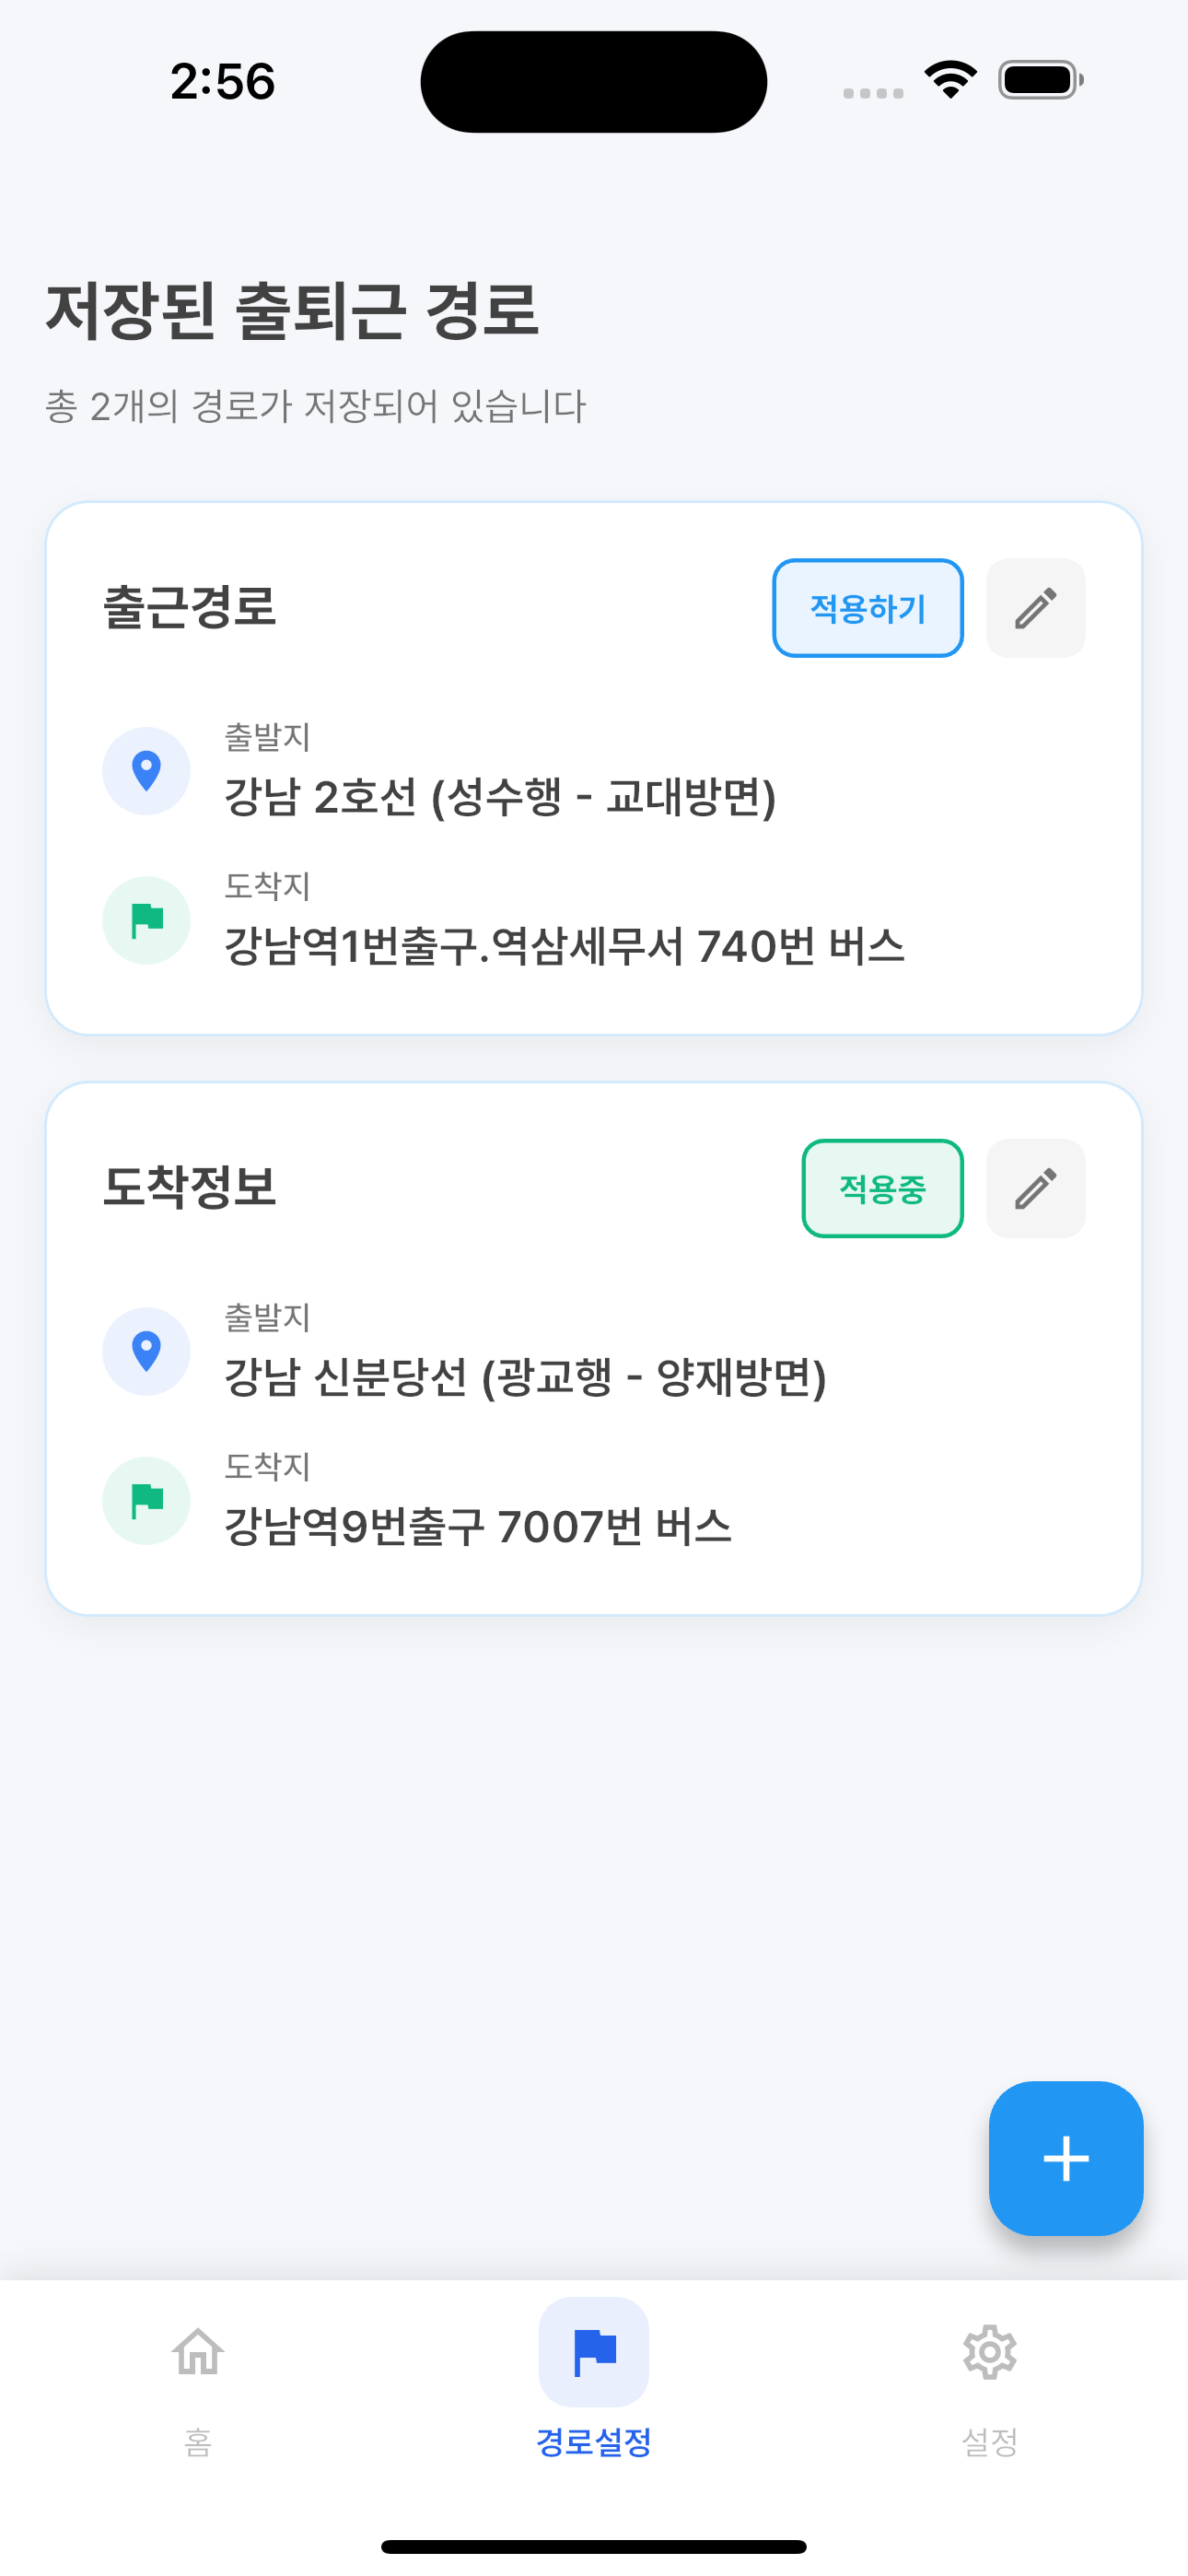 2:56
저장된 출퇴근 경로
총 2개의 경로가 저장되어 있습니다
출근경로 적용하기
출발지
강남 2호선 (성수행 - 교대방면)
도착지
강남역1번출구.역삼세무서 740번 버스
도착정보 적용중
출발지
강남 신분당선 (광교행 - 양재방면)
도착지
강남역9번출구 7007번 버스
홈 경로설정 설정